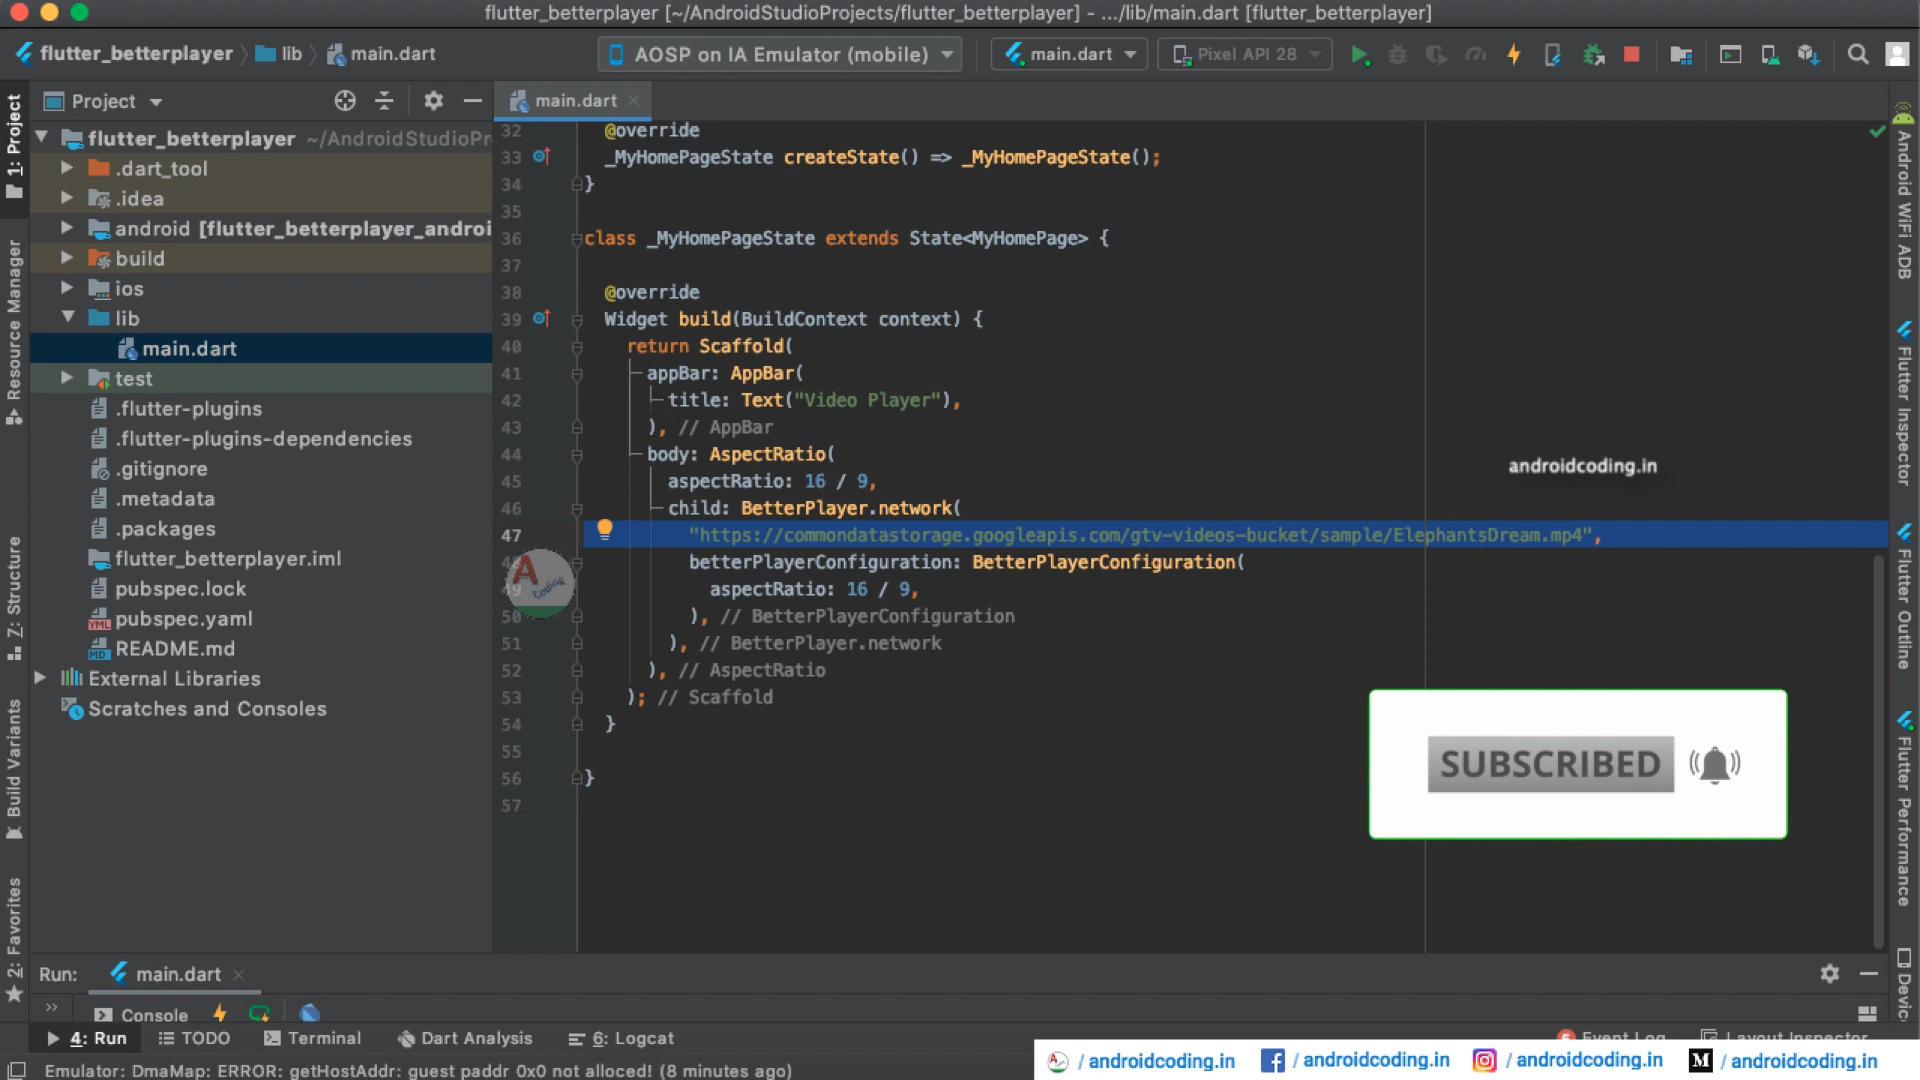 flutter_betterplayer [~/AndroidStudioProjects/flutter_betterplayer] - .../lib/main.dart [flutter_betterplayer]
flutter_betterplayer lib main.dart AOSP on IA Emulator (mobile) main.dart Pixel API 28
1: Project
Resource Manager
7: Structure
Build Variants
2: Favorites
Project
flutter_betterplayer ~/AndroidStudioPr
.dart_tool
.idea
android [flutter_betterplayer_androi
build
ios
lib
main.dart
test
.flutter-plugins
.flutter-plugins-dependencies
.gitignore
.metadata
.packages
flutter_betterplayer.iml
pubspec.lock
YML pubspec.yaml
MD README.md
External Libraries
Scratches and Consoles
main.dart
32 @override
33 _MyHomePageState createState() => _MyHomePageState();
34 }
35
36 class _MyHomePageState extends State<MyHomePage> {
37
38 @override
39 Widget build(BuildContext context) {
40 return Scaffold(
41 appBar: AppBar(
42 title: Text("Video Player"),
43 ), // AppBar
44 body: AspectRatio(
45 aspectRatio: 16 / 9,
46 child: BetterPlayer.network(
47 "https://commondatastorage.googleapis.com/gtv-videos-bucket/sample/ElephantsDream.mp4",
betterPlayerConfiguration: BetterPlayerConfiguration(
aspectRatio: 16 / 9,
50 ), // BetterPlayerConfiguration
51 ), // BetterPlayer.network
52 ), // AspectRatio
53 ); // Scaffold
54 }
55
56 }
57
A Coding
androidcoding.in
SUBSCRIBED
Android WiFi ADB
Flutter Inspector
Flutter Outline
Flutter Performance
Run: main.dart
Console
4: Run TODO Terminal Dart Analysis 6: Logcat Event Log Layout Inspector
Emulator: DmaMap: ERROR: getHostAddr: guest paddr 0x0 not alloced! (8 minutes ago)
/ androidcoding.in / androidcoding.in / androidcoding.in M / androidcoding.in